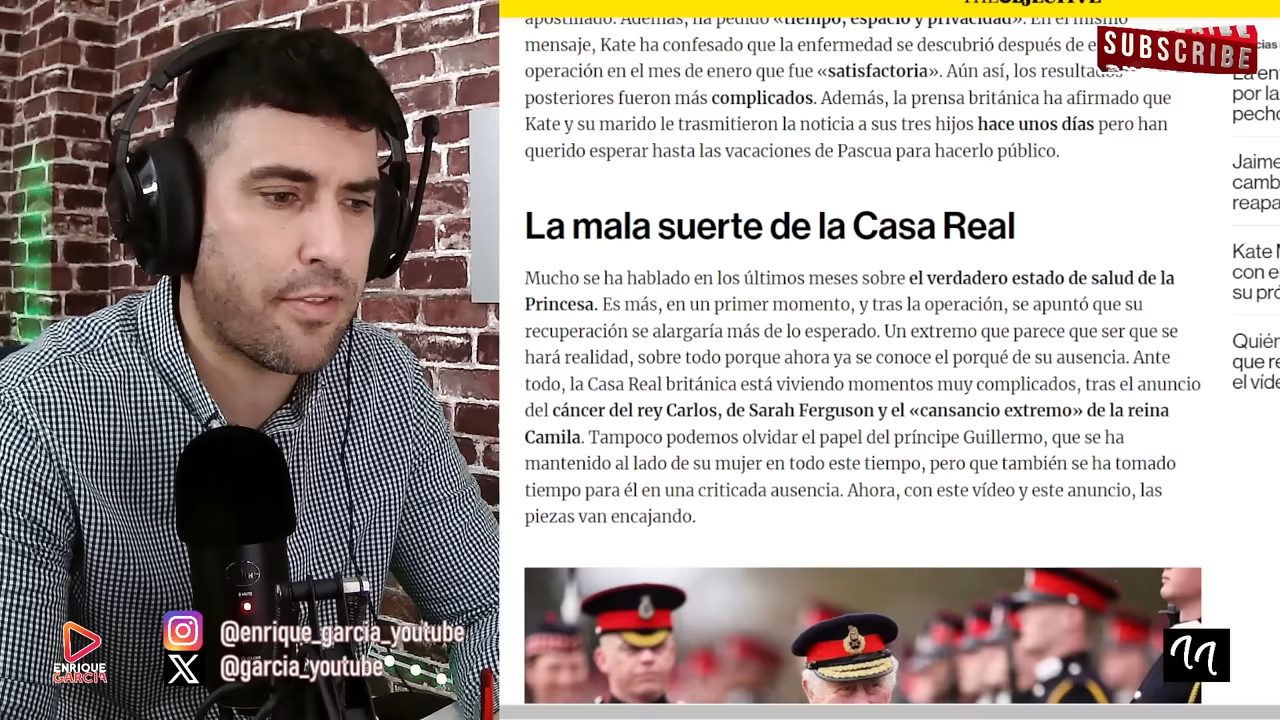 THE OBJECTIVE
apostillado. Además, ha pedido «tiempo, espacio y privacidad». En el mismo
mensaje, Kate ha confesado que la enfermedad se descubrió después de
operación en el mes de enero que fue «satisfactoria». Aún así, los resultados
posteriores fueron más complicados. Además, la prensa británica ha afirmado que
Kate y su marido le trasmitieron la noticia a sus tres hijos hace unos días pero han
querido esperar hasta las vacaciones de Pascua para hacerlo público.
La mala suerte de la Casa Real
Mucho se ha hablado en los últimos meses sobre el verdadero estado de salud de la
Princesa. Es más, en un primer momento, y tras la operación, se apuntó que su
recuperación se alargaría más de lo esperado. Un extremo que parece que ser que se
hará realidad, sobre todo porque ahora ya se conoce el porqué de su ausencia. Ante
todo, la Casa Real británica está viviendo momentos muy complicados, tras el anuncio
del cáncer del rey Carlos, de Sarah Ferguson y el «cansancio extremo» de la reina
Camila. Tampoco podemos olvidar el papel del príncipe Guillermo, que se ha
mantenido al lado de su mujer en todo este tiempo, pero que también se ha tomado
tiempo para él en una criticada ausencia. Ahora, con este vídeo y este anuncio, las
piezas van encajando.
SUBSCRIBE
por la
pecho
Jaime
camb
reapa
Kate
con e
su pró
Quién
que re
el víde
ENRIQUE
GARCIA
@enrique_garcia_youtube
@garcia_youtube